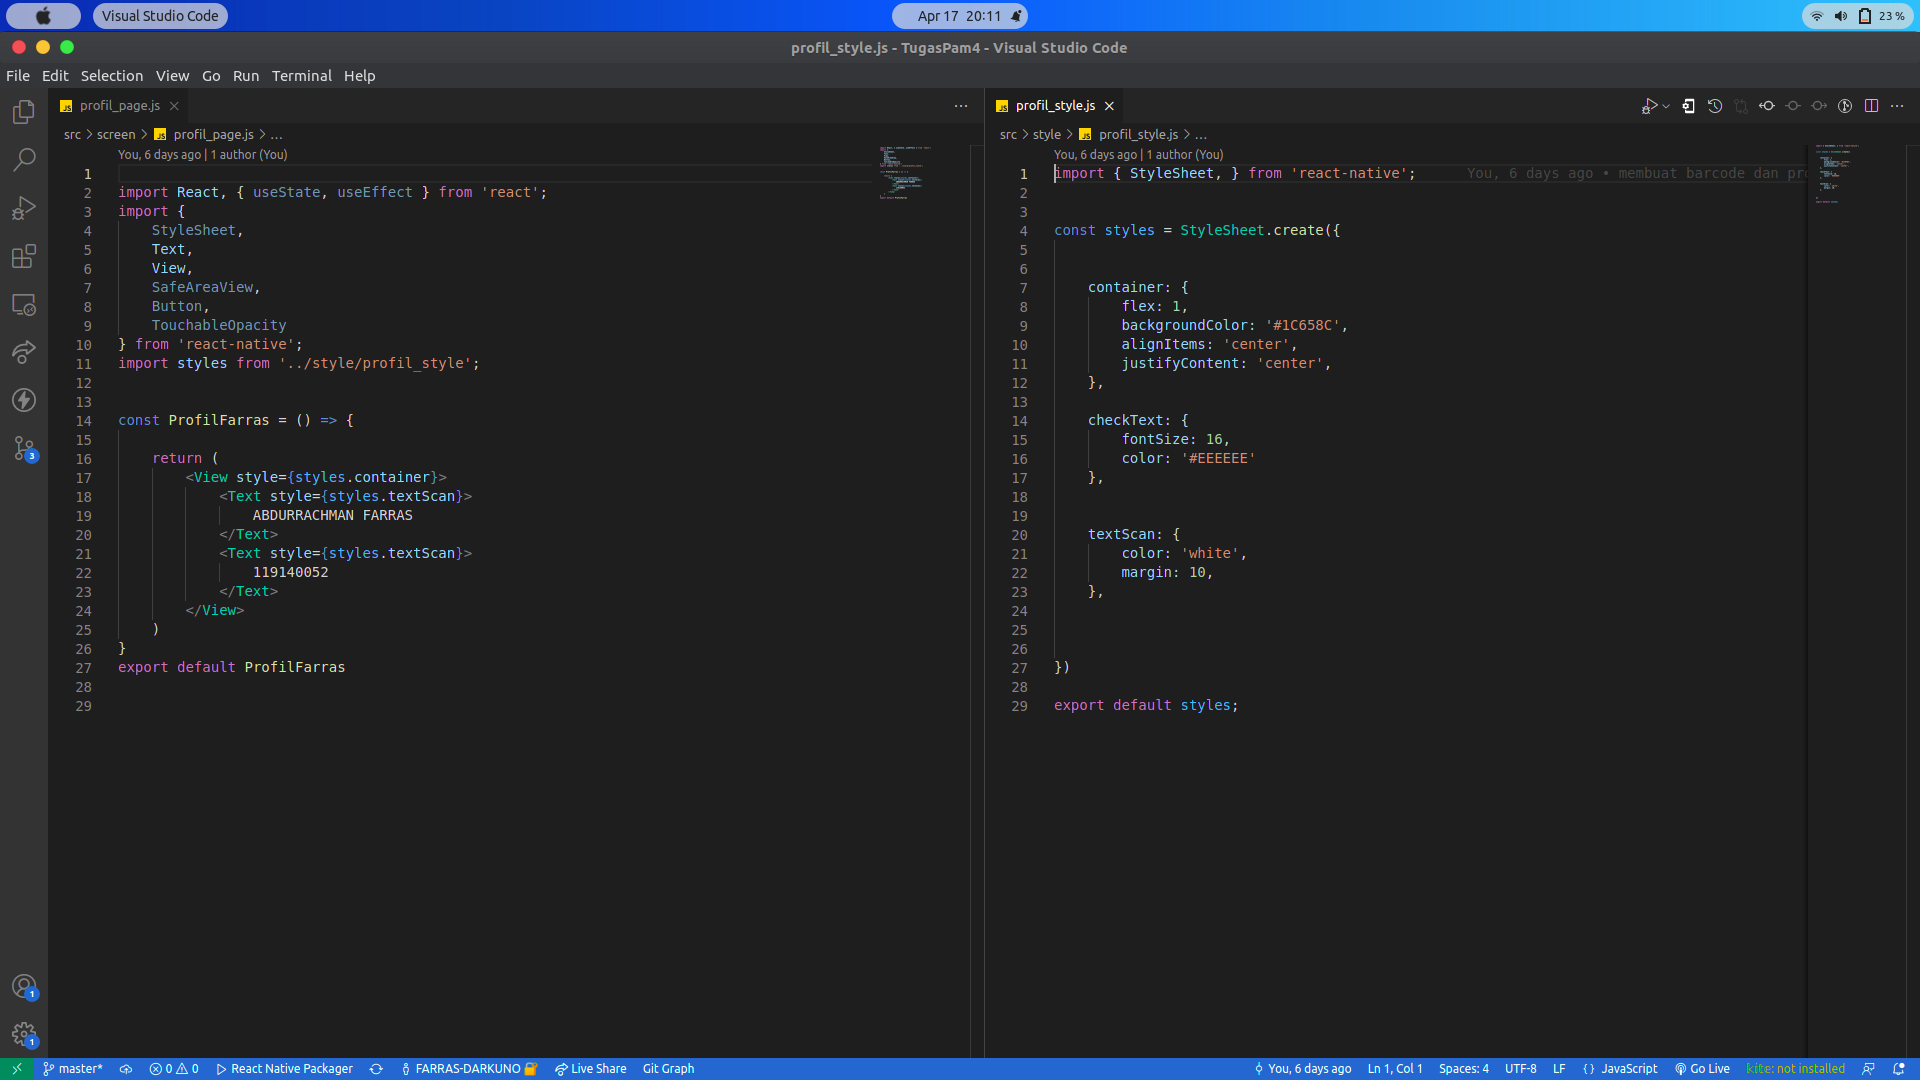 Visual Studio Code
Apr 17 20:11
23 %
profil_style.js - TugasPam4 - Visual Studio Code
File Edit Selection View Go Run Terminal Help
profil_page.js
src > screen > profil_page.js > ...
You, 6 days ago | 1 author (You)
1
2 import React, { useState, useEffect } from 'react';
3 import {
4 StyleSheet,
5 Text,
6 View,
7 SafeAreaView,
8 Button,
9 TouchableOpacity
10 } from 'react-native';
11 import styles from '../style/profil_style';
12
13
14 const ProfilFarras = () => {
15
16 return (
17 <View style={styles.container}>
18 <Text style={styles.textScan}>
19 ABDURRACHMAN FARRAS
20 </Text>
21 <Text style={styles.textScan}>
22 119140052
23 </Text>
24 </View>
25 )
26 }
27 export default ProfilFarras
28
29
profil_style.js
src > style > profil_style.js > ...
You, 6 days ago | 1 author (You)
1 import { StyleSheet, } from 'react-native'; You, 6 days ago • membuat barcode dan pro
2
3
4 const styles = StyleSheet.create({
5
6
7 container: {
8 flex: 1,
9 backgroundColor: '#1C658C',
10 alignItems: 'center',
11 justifyContent: 'center',
12 },
13
14 checkText: {
15 fontSize: 16,
16 color: '#EEEEEE'
17 },
18
19
20 textScan: {
21 color: 'white',
22 margin: 10,
23 },
24
25
26
27 })
28
29 export default styles;
3
1
1
master* 0 0 React Native Packager FARRAS-DARKUNO Live Share Git Graph
You, 6 days ago Ln 1, Col 1 Spaces: 4 UTF-8 LF {} JavaScript Go Live kite: not installed